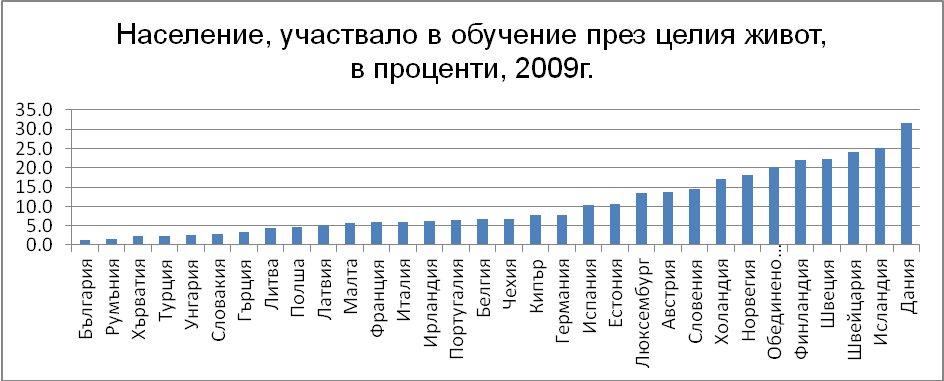 Население, участвало в обучение през целия живот,
в проценти, 2009г.
35.0
30.0
25.0
20.0
15.0
10.0
5.0
0.0
България
Румъния
Хърватия
Турция
Унгария
Словакия
Гърция
Литва
Полша
Латвия
Малта
Франция
Италия
Ирландия
Португалия
Белгия
Чехия
Кипър
Германия
Испания
Естония
Люксембург
Австрия
Словения
Холандия
Норвегия
Обединено...
Финландия
Швеция
Швейцария
Исландия
Дания